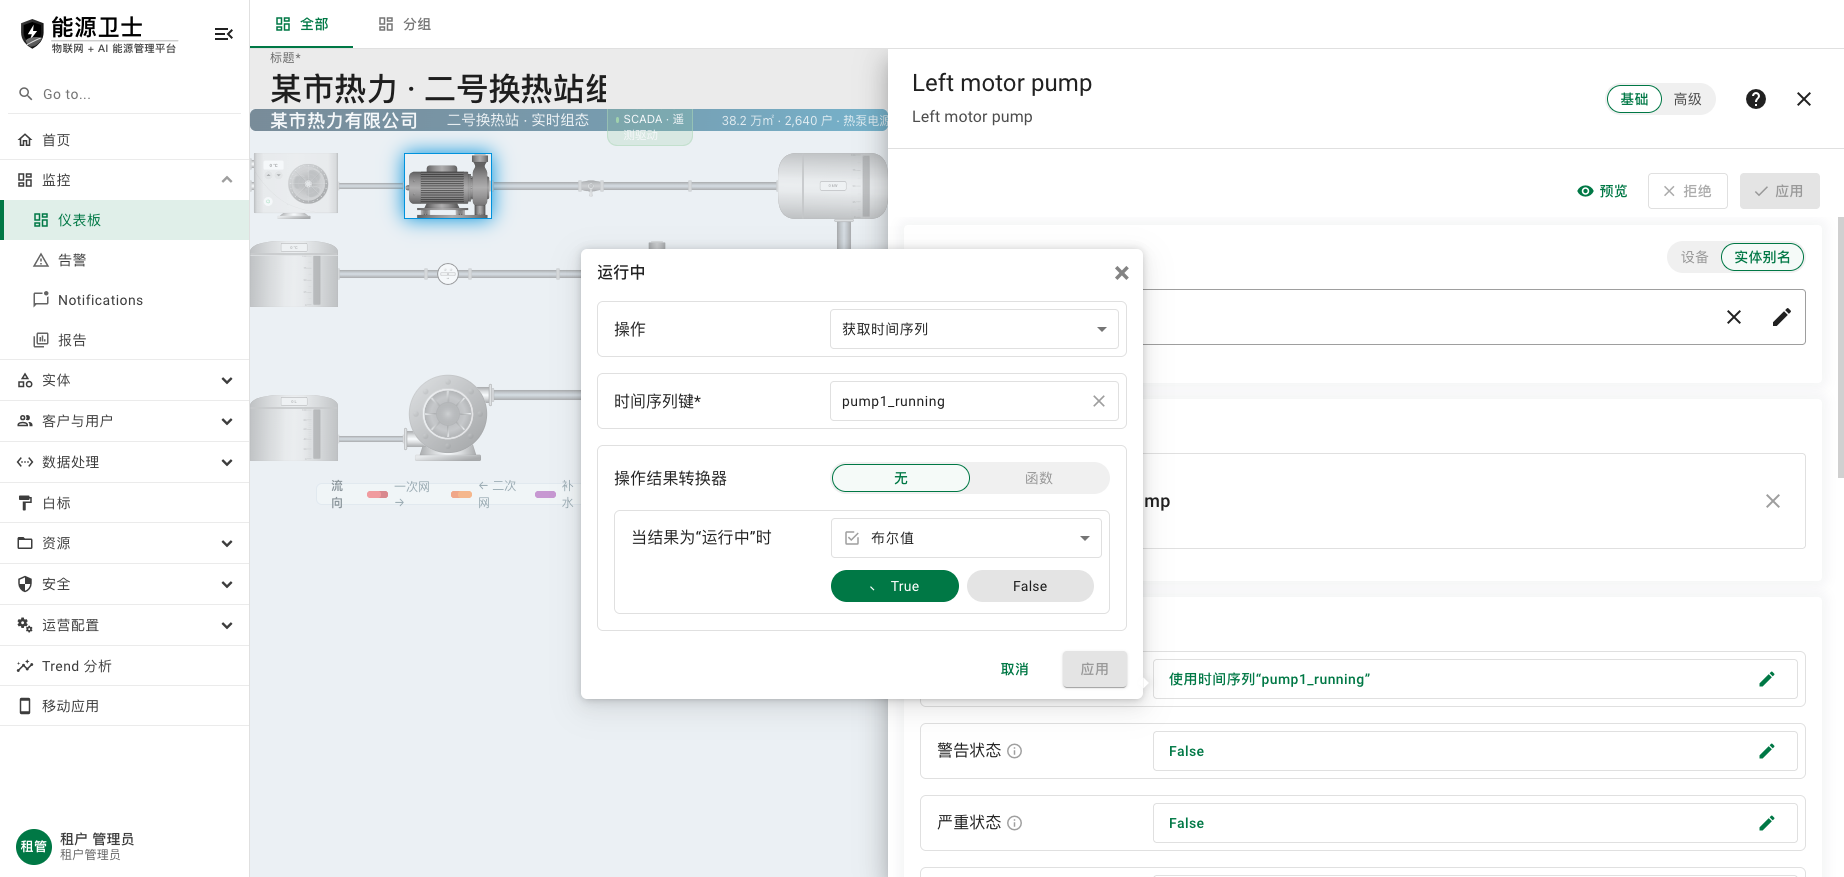 能源卫士
物联网 + AI 能源管理平台
Go to...
首页
监控
仪表板
告警
Notifications
报告
实体
客户与用户
数据处理
白标
资源
安全
运营配置
Trend 分析
移动应用
租管
租户 管理员
租户管理员
全部
分组
标题*
某市热力 · 二号换热站组
某市热力有限公司
二号换热站 · 实时组态
SCADA · 遥
测驱动
38.2 万㎡ · 2,640 户 · 热泵电源
流
向
一次网
→
← 二次
网
补
水
Left motor pump
Left motor pump
基础
高级
预览
拒绝
应用
设备
实体别名
mp
使用时间序列“pump1_running”
警告状态
False
严重状态
False
运行中
操作
获取时间序列
时间序列键*
pump1_running
操作结果转换器
无
函数
当结果为“运行中”时
布尔值
True
False
取消
应用